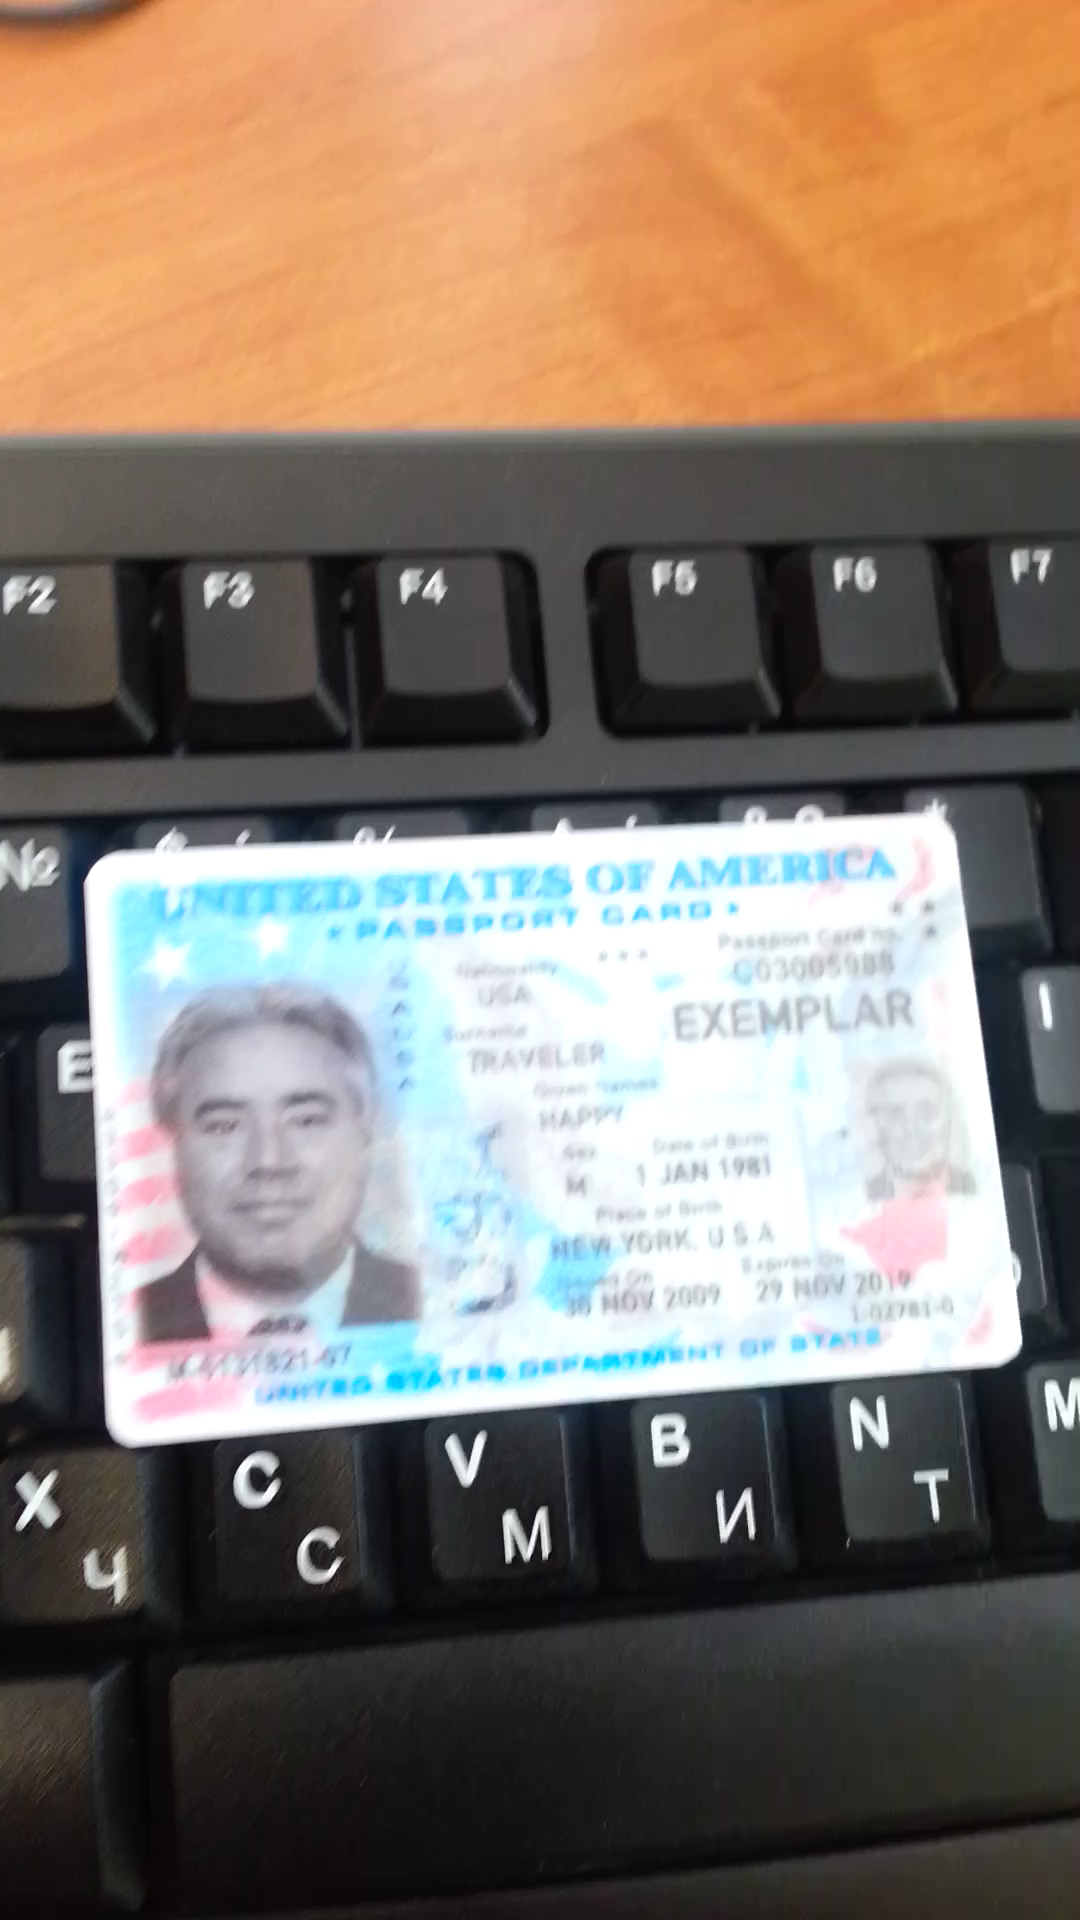 F2 F3 F4 F5 F6 F7
№
UNITED STATES OF AMERICA
PASSPORT CARD
Nationality
Passport Card no.
USA
C03005988
EXEMPLAR
Surname
TRAVELER
Given Names
HAPPY
Sex
Date of Birth
M
1 JAN 1981
Place of Birth
NEW YORK, U.S.A
Issued On
Expires On
30 NOV 2009
29 NOV 2019
1-02781-0
UNITED STATES DEPARTMENT OF STATE
E
I
X C V B N M
Ч С М И Т